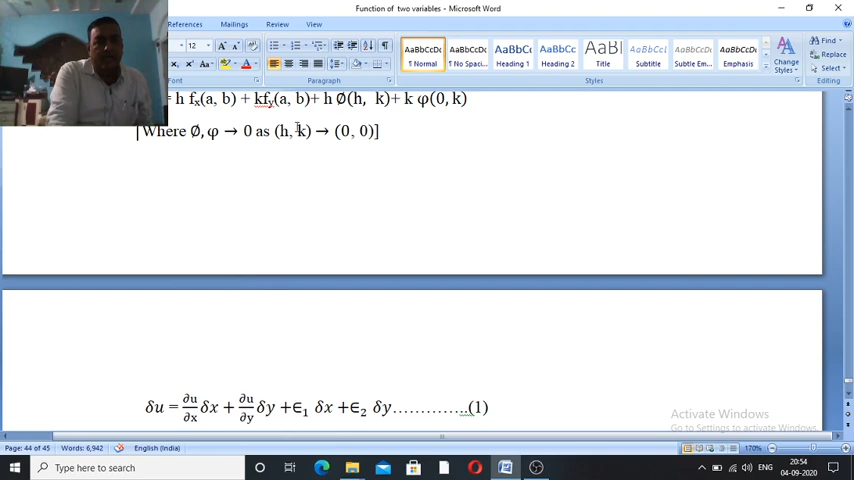 Function of two variables - Microsoft Word
References Mailings Review View
12
Font Paragraph Styles
AaBbCcDc AaBbCcDc AaBbC AaBbCc AaBl AaBbCcI AaBbCcDc AaBbCcDc
¶ Normal ¶ No Spaci... Heading 1 Heading 2 Title Subtitle Subtle Em... Emphasis
Change Styles
Find
Replace
Select
Editing
= h fₓ(a, b) + kfᵧ(a, b)+ h Ø(h, k)+ k φ(0, k)
[Where Ø, φ → 0 as (h, k) → (0, 0)]
δu = ∂u/∂x δx + ∂u/∂y δy +∈₁ δx +∈₂ δy…………..(1)
Activate Windows
Go to Settings to activate Windows.
Page: 44 of 45 Words: 6,942 English (India) 170%
Type here to search
ENG 20:54
04-09-2020